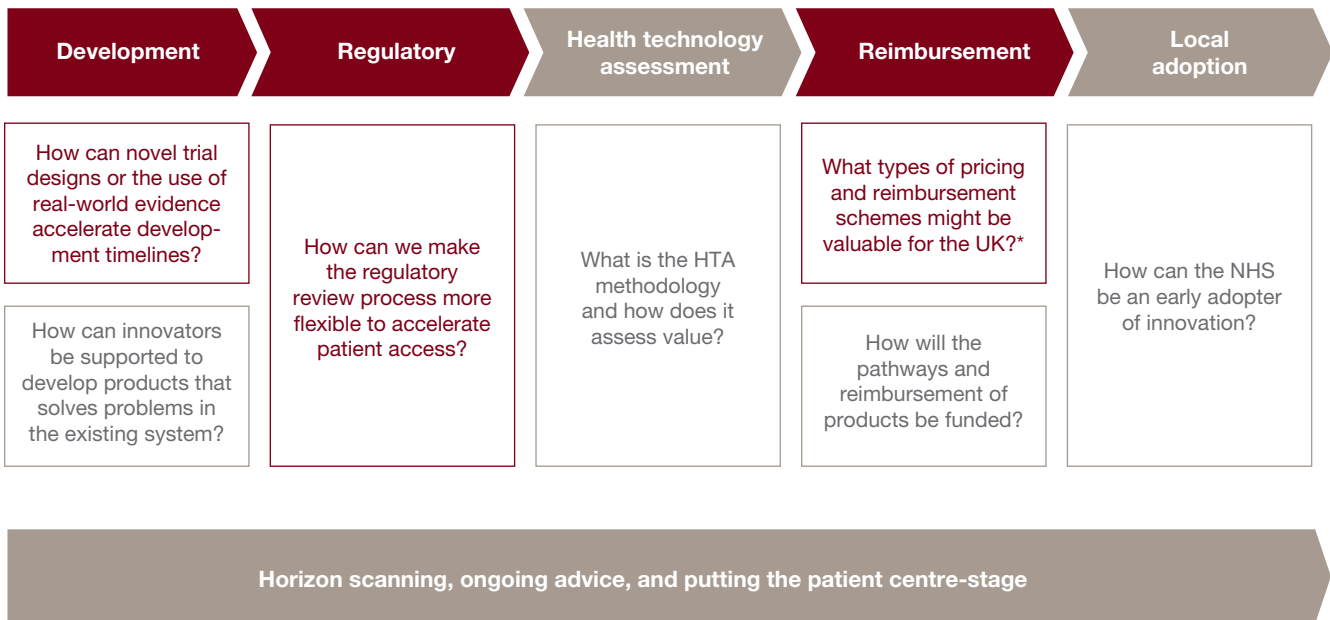 Development
Regulatory
Health technology
assessment
Reimbursement
Local
adoption
How can novel trial
designs or the use of
real-world evidence
accelerate develop-
ment timelines?
How can innovators
be supported to
develop products that
solves problems in
the existing system?
How can we make
the regulatory
review process more
flexible to accelerate
patient access?
What is the HTA
methodology
and how does it
assess value?
What types of pricing
and reimbursement
schemes might be
valuable for the UK?*
How will the
pathways and
reimbursement of
products be funded?
How can the NHS
be an early adopter
of innovation?
Horizon scanning, ongoing advice, and putting the patient centre-stage